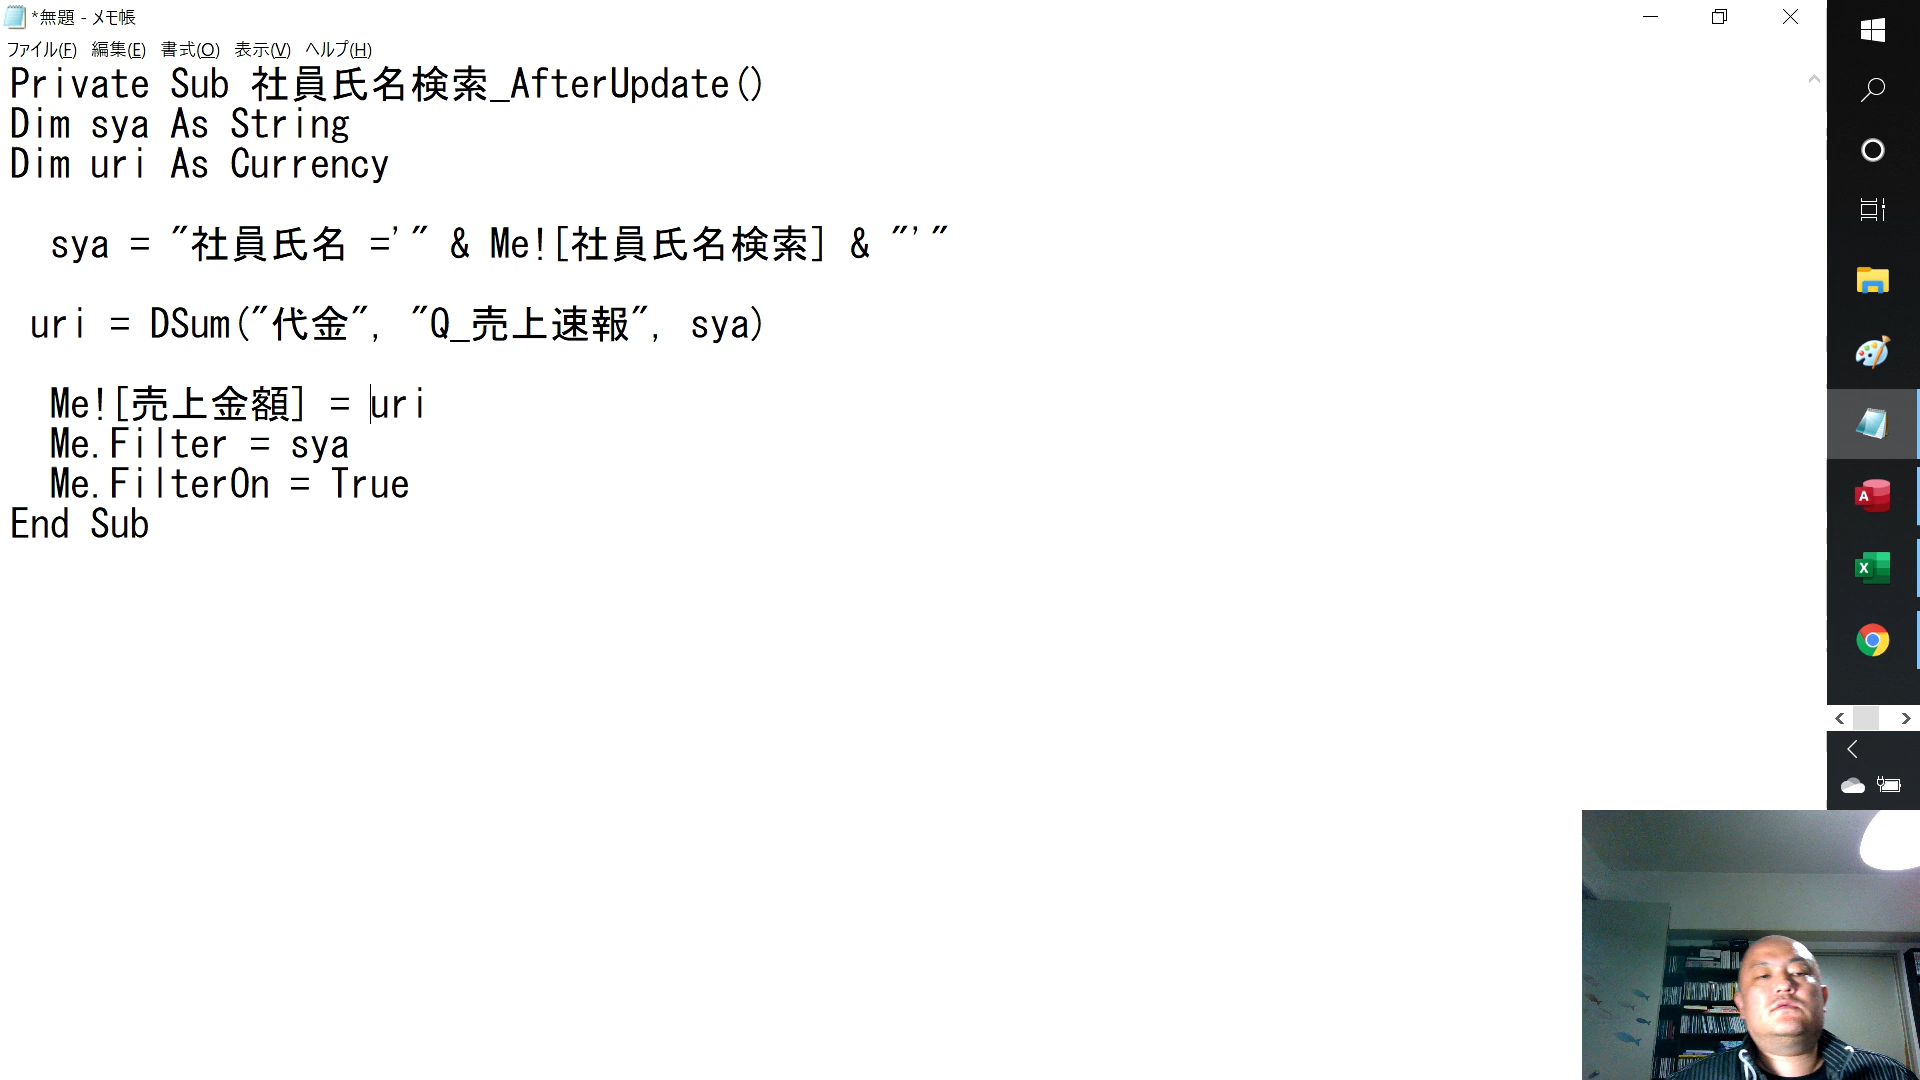 *無題 - メモ帳
ファイル(F) 編集(E) 書式(O) 表示(V) ヘルプ(H)
Private Sub 社員氏名検索_AfterUpdate()
Dim sya As String
Dim uri As Currency
sya = "社員氏名 ='" & Me![社員氏名検索] & "'"
uri = DSum("代金", "Q_売上速報", sya)
Me![売上金額] = uri
Me.Filter = sya
Me.FilterOn = True
End Sub
A
X